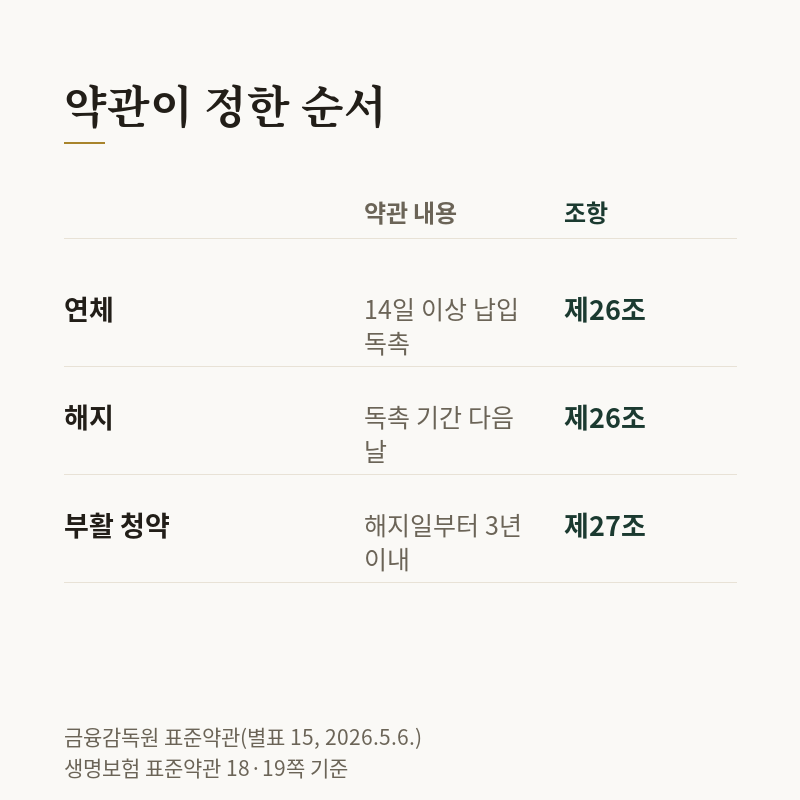 약관이 정한 순서
약관 내용 조항
연체 14일 이상 납입 제26조
독촉
해지 독촉 기간 다음 제26조
날
부활 청약 해지일부터 3년 제27조
이내
금융감독원 표준약관(별표 15, 2026.5.6.)
생명보험 표준약관 18·19쪽 기준